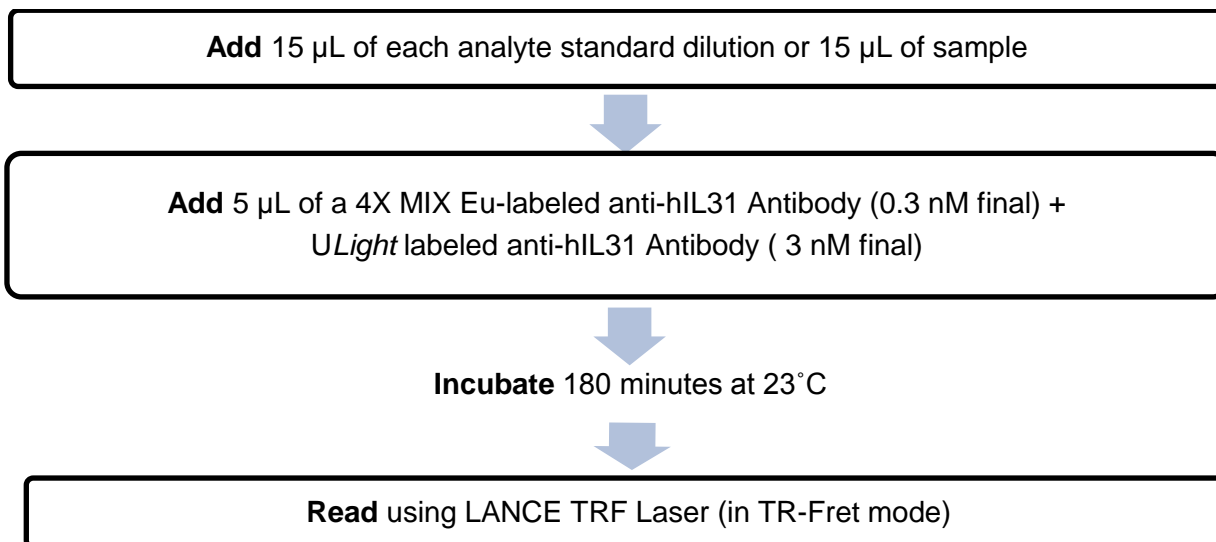 Add 15 µL of each analyte standard dilution or 15 µL of sample
Add 5 µL of a 4X MIX Eu-labeled anti-hIL31 Antibody (0.3 nM final) +
ULight labeled anti-hIL31 Antibody ( 3 nM final)
Incubate 180 minutes at 23˚C
Read using LANCE TRF Laser (in TR-Fret mode)